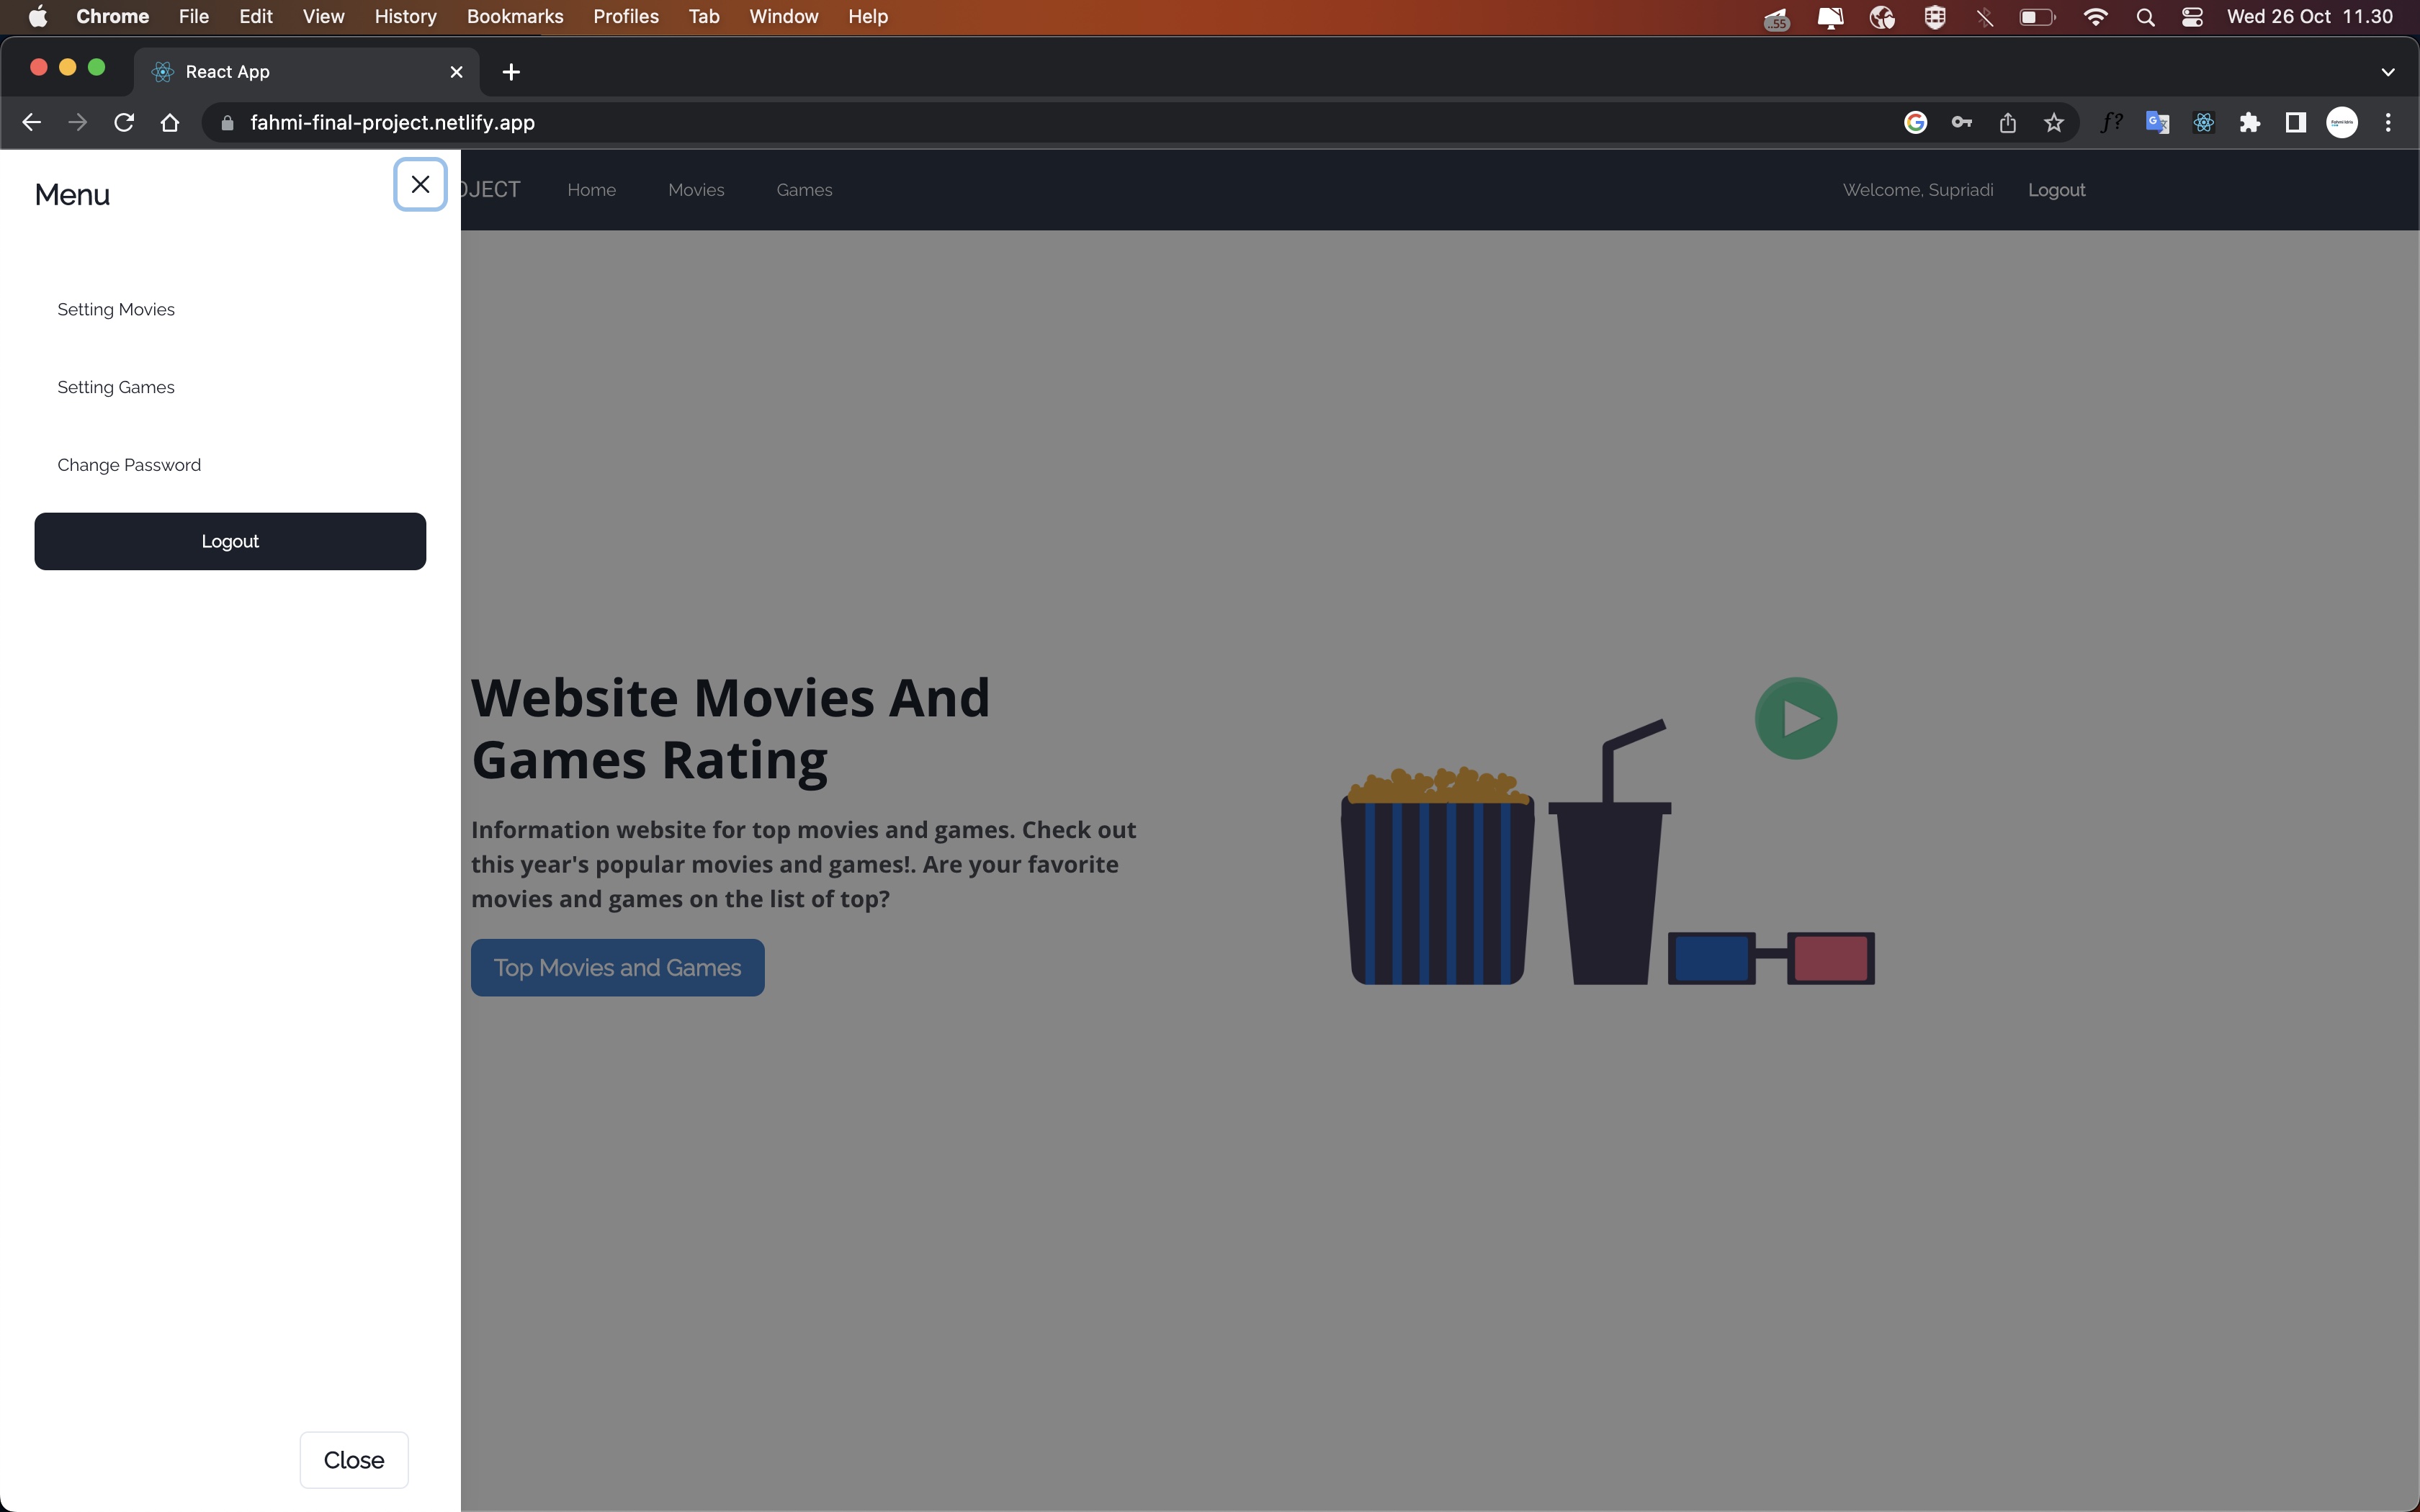 Chrome File Edit View History Bookmarks Profiles Tab Window Help
.55
Wed 26 Oct 11.30
React App
fahmi-final-project.netlify.app
Menu
OJECT
Home
Movies
Games
Welcome, Supriadi
Logout
Setting Movies
Setting Games
Change Password
Logout
Website Movies And
Games Rating
Information website for top movies and games. Check out
this year's popular movies and games!. Are your favorite
movies and games on the list of top?
Top Movies and Games
Close